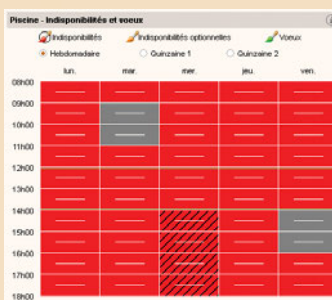 Piscine - Indisponibilités et voeux
Indisponibilités Indisponibilités optionnelles Voeux
Hebdomadaire Quinzaine 1 Quinzaine 2
lun. mar. mer. jeu. ven.
08h00
09h00
10h00
11h00
12h00
13h00
14h00
15h00
16h00
17h00
18h00